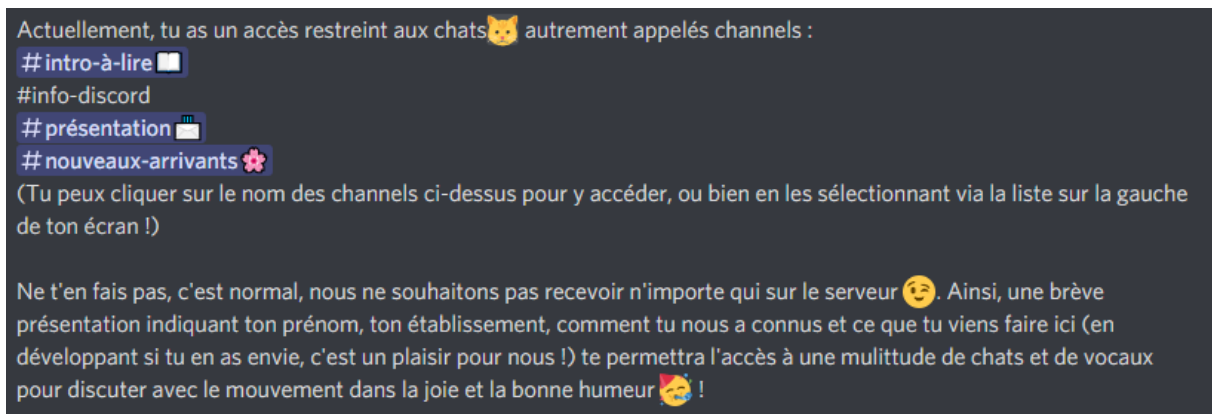 Actuellement, tu as un accès restreint aux chats🐱 autrement appelés channels :
#intro-à-lire📖
#info-discord
#présentation📨
#nouveaux-arrivants🌸
(Tu peux cliquer sur le nom des channels ci-dessus pour y accéder, ou bien en les sélectionnant via la liste sur la gauche
de ton écran !)
Ne t'en fais pas, c'est normal, nous ne souhaitons pas recevoir n'importe qui sur le serveur 😉. Ainsi, une brève
présentation indiquant ton prénom, ton établissement, comment tu nous a connus et ce que tu viens faire ici (en
développant si tu en as envie, c'est un plaisir pour nous !) te permettra l'accès à une mulittude de chats et de vocaux
pour discuter avec le mouvement dans la joie et la bonne humeur 🥳 !